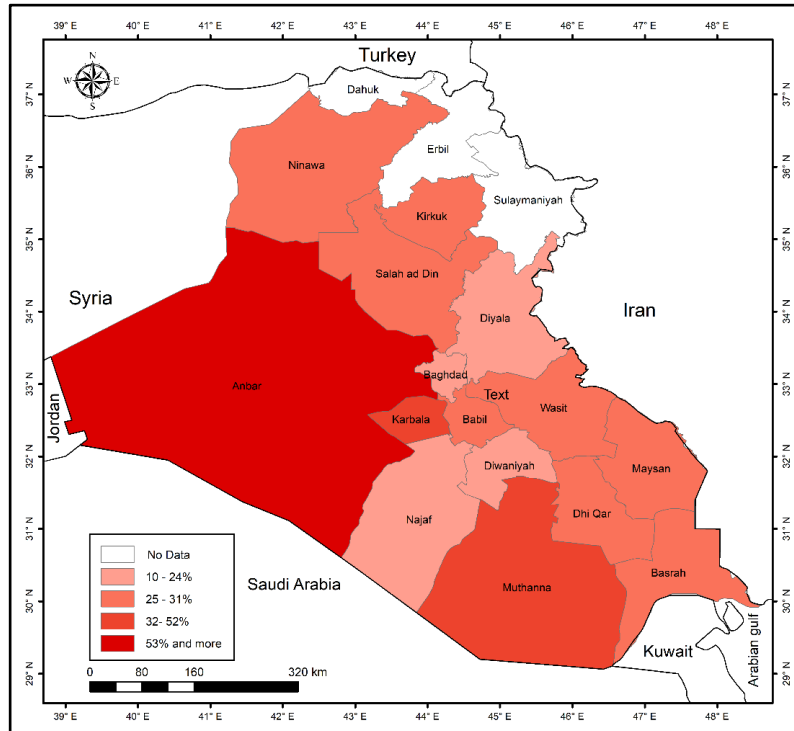 39° E 40° E 41° E 42° E 43° E 44° E 45° E 46° E 47° E 48° E
Turkey
N
W E
S
Dahuk
37° N 37° N
Erbil
Ninawa
36° N 36° N
Sulaymaniyah
Kirkuk
35° N 35° N
Salah ad Din
Syria
Iran
34° N 34° N
Diyala
Baghdad
Anbar
33° N 33° N
Text
Wasit
Jordan
Karbala
Babil
32° N 32° N
Diwaniyah
Maysan
Najaf
Dhi Qar
31° N 31° N
No Data
10 - 24%
25 - 31%
32- 52%
53% and more
Saudi Arabia
Muthanna
Basrah
30° N 30° N
Kuwait
Arabian gulf
29° N 29° N
0 80 160 320 km
39° E 40° E 41° E 42° E 43° E 44° E 45° E 46° E 47° E 48° E